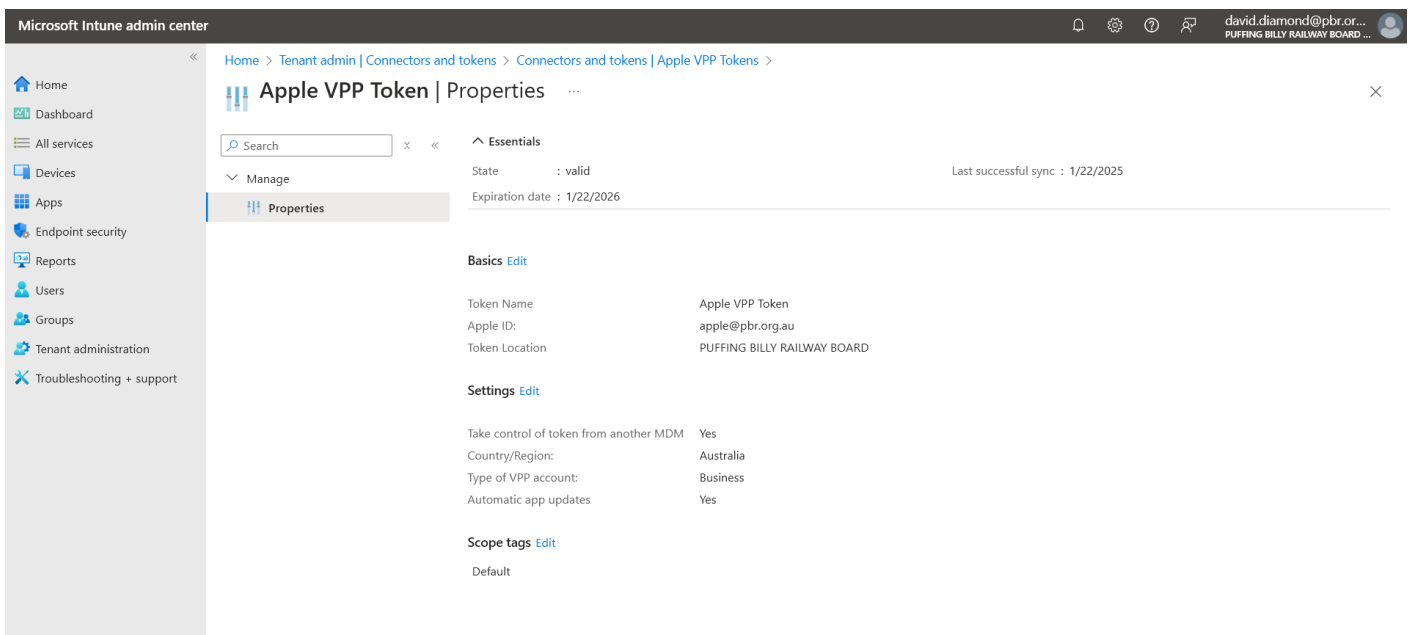 Microsoft Intune admin center
david.diamond@pbr.or...
PUFFING BILLY RAILWAY BOARD ...
Home > Tenant admin | Connectors and tokens > Connectors and tokens | Apple VPP Tokens >
Apple VPP Token | Properties ...
Home
Dashboard
All services
Devices
Apps
Endpoint security
Reports
Users
Groups
Tenant administration
Troubleshooting + support
Search
Manage
Properties
Essentials
State : valid
Last successful sync : 1/22/2025
Expiration date : 1/22/2026
Basics Edit
Token Name Apple VPP Token
Apple ID: apple@pbr.org.au
Token Location PUFFING BILLY RAILWAY BOARD
Settings Edit
Take control of token from another MDM Yes
Country/Region: Australia
Type of VPP account: Business
Automatic app updates Yes
Scope tags Edit
Default